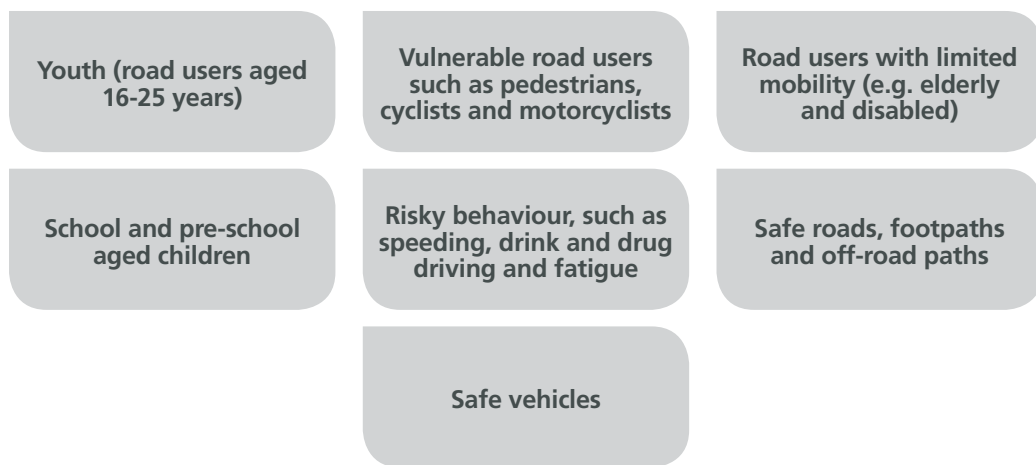 Youth (road users aged
16-25 years)
Vulnerable road users
such as pedestrians,
cyclists and motorcyclists
Road users with limited
mobility (e.g. elderly
and disabled)
School and pre-school
aged children
Risky behaviour, such as
speeding, drink and drug
driving and fatigue
Safe roads, footpaths
and off-road paths
Safe vehicles